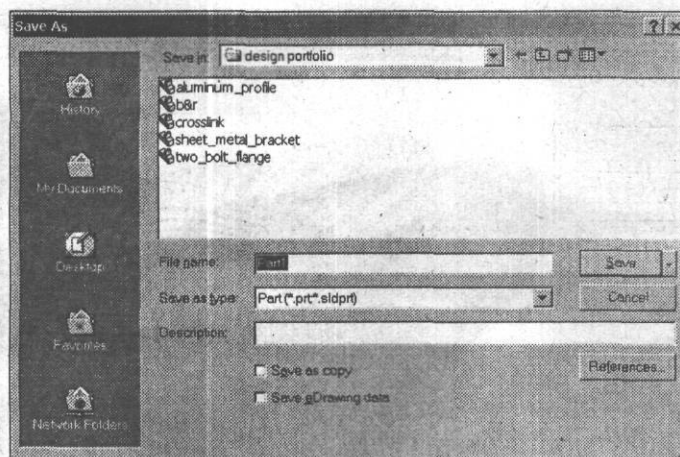 Save As
Save in:
design portfolio
History
My Documents
Desktop
Favorites
Network Folders
aluminum_profile
b&r
crosslink
sheet_metal_bracket
two_bolt_flange
File name:
Part1
Save
Save as type:
Part (*.prt;*.sldprt)
Cancel
Description:
References...
Save as copy
Save eDrawing data